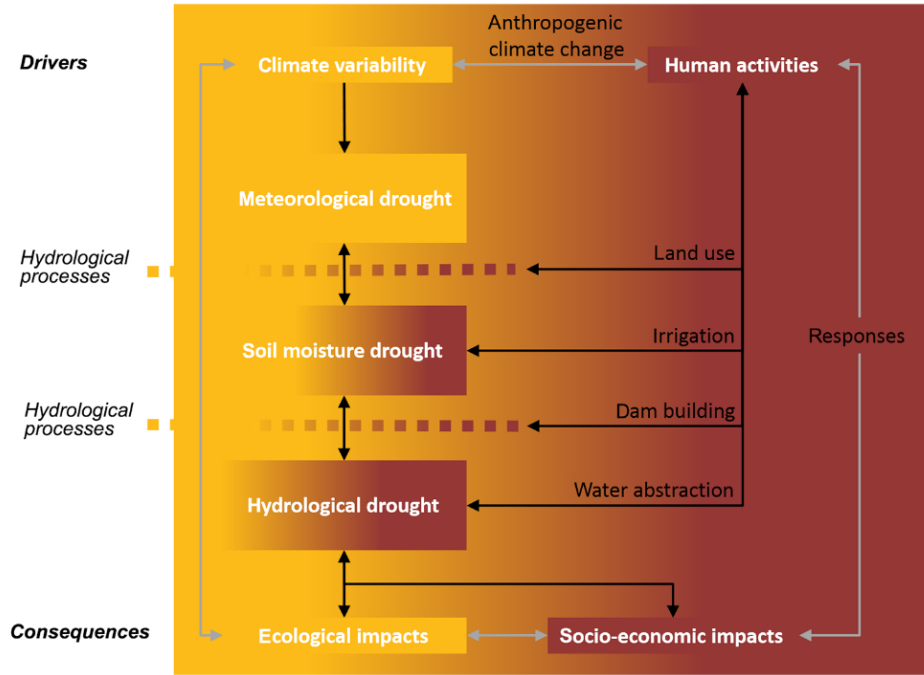 Anthropogenic
climate change
Drivers
Climate variability
Human activities
Meteorological drought
Hydrological
processes
Land use
Soil moisture drought
Irrigation
Responses
Hydrological
processes
Dam building
Hydrological drought
Water abstraction
Consequences
Ecological impacts
Socio-economic impacts